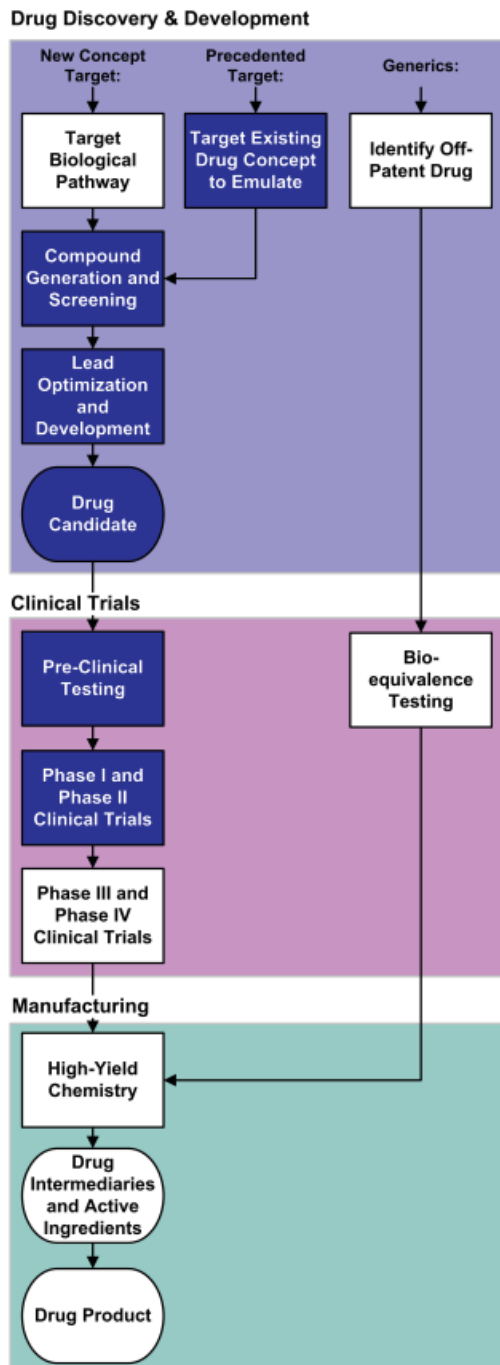 Drug Discovery & Development
New Concept
Target:
Precedented
Target:
Generics:
Target
Biological
Pathway
Target Existing
Drug Concept
to Emulate
Identify Off-
Patent Drug
Compound
Generation and
Screening
Lead
Optimization
and
Development
Drug
Candidate
Clinical Trials
Pre-Clinical
Testing
Bio-
equivalence
Testing
Phase I and
Phase II
Clinical Trials
Phase III and
Phase IV
Clinical Trials
Manufacturing
High-Yield
Chemistry
Drug
Intermediaries
and Active
Ingredients
Drug Product